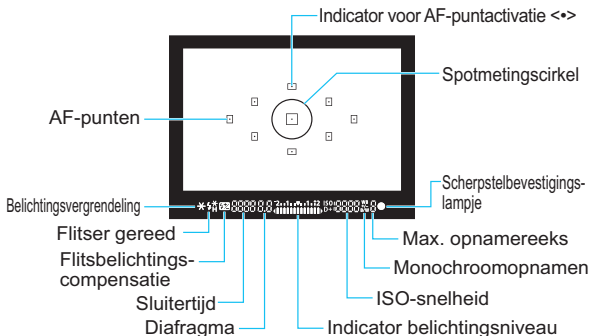 Indicator voor AF-puntactivatie <•>
Spotmetingscirkel
AF-punten
Belichtingsvergrendeling
Scherpstelbevestigings-
lampje
Flitser gereed
Max. opnamereeks
Flitsbelichtings-
compensatie
Monochroomopnamen
Sluitertijd
ISO-snelheid
Diafragma
Indicator belichtingsniveau